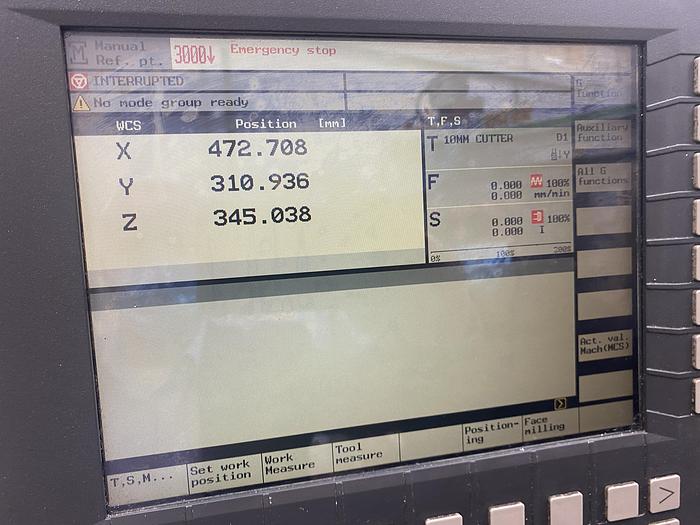 Manual
Ref. pt.
3000↓
Emergency stop
INTERRUPTED
No mode group ready
WCS Position [mm]
X 472.708
Y 310.936
Z 345.038
T,F,S
T 10MM CUTTER D1
Y
F 0.000 100%
0.000 mm/min
S 0.000 100%
0.000 I
0% 100% 200%
G
function
Auxiliary
function
All G
functions
Act. val.
Mach(MCS)
T,S,M...
Set work
position
Work
Measure
Tool
measure
Position-
ing
Face
milling
>